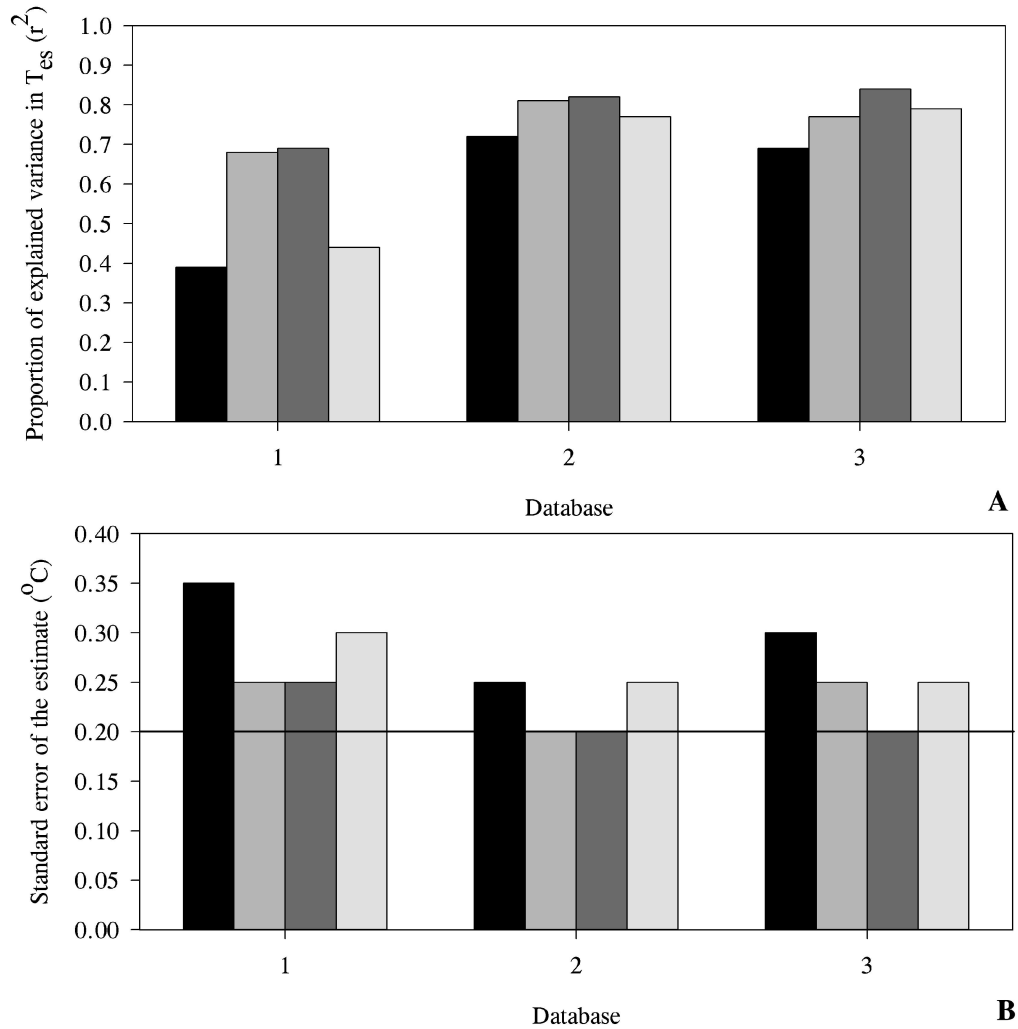 Proportion of explained variance in T_es (r^2)
1.0
0.9
0.8
0.7
0.6
0.5
0.4
0.3
0.2
0.1
0.0
1 2 3
Database
A
Standard error of the estimate (^oC)
0.40
0.35
0.30
0.25
0.20
0.15
0.10
0.05
0.00
1 2 3
Database
B